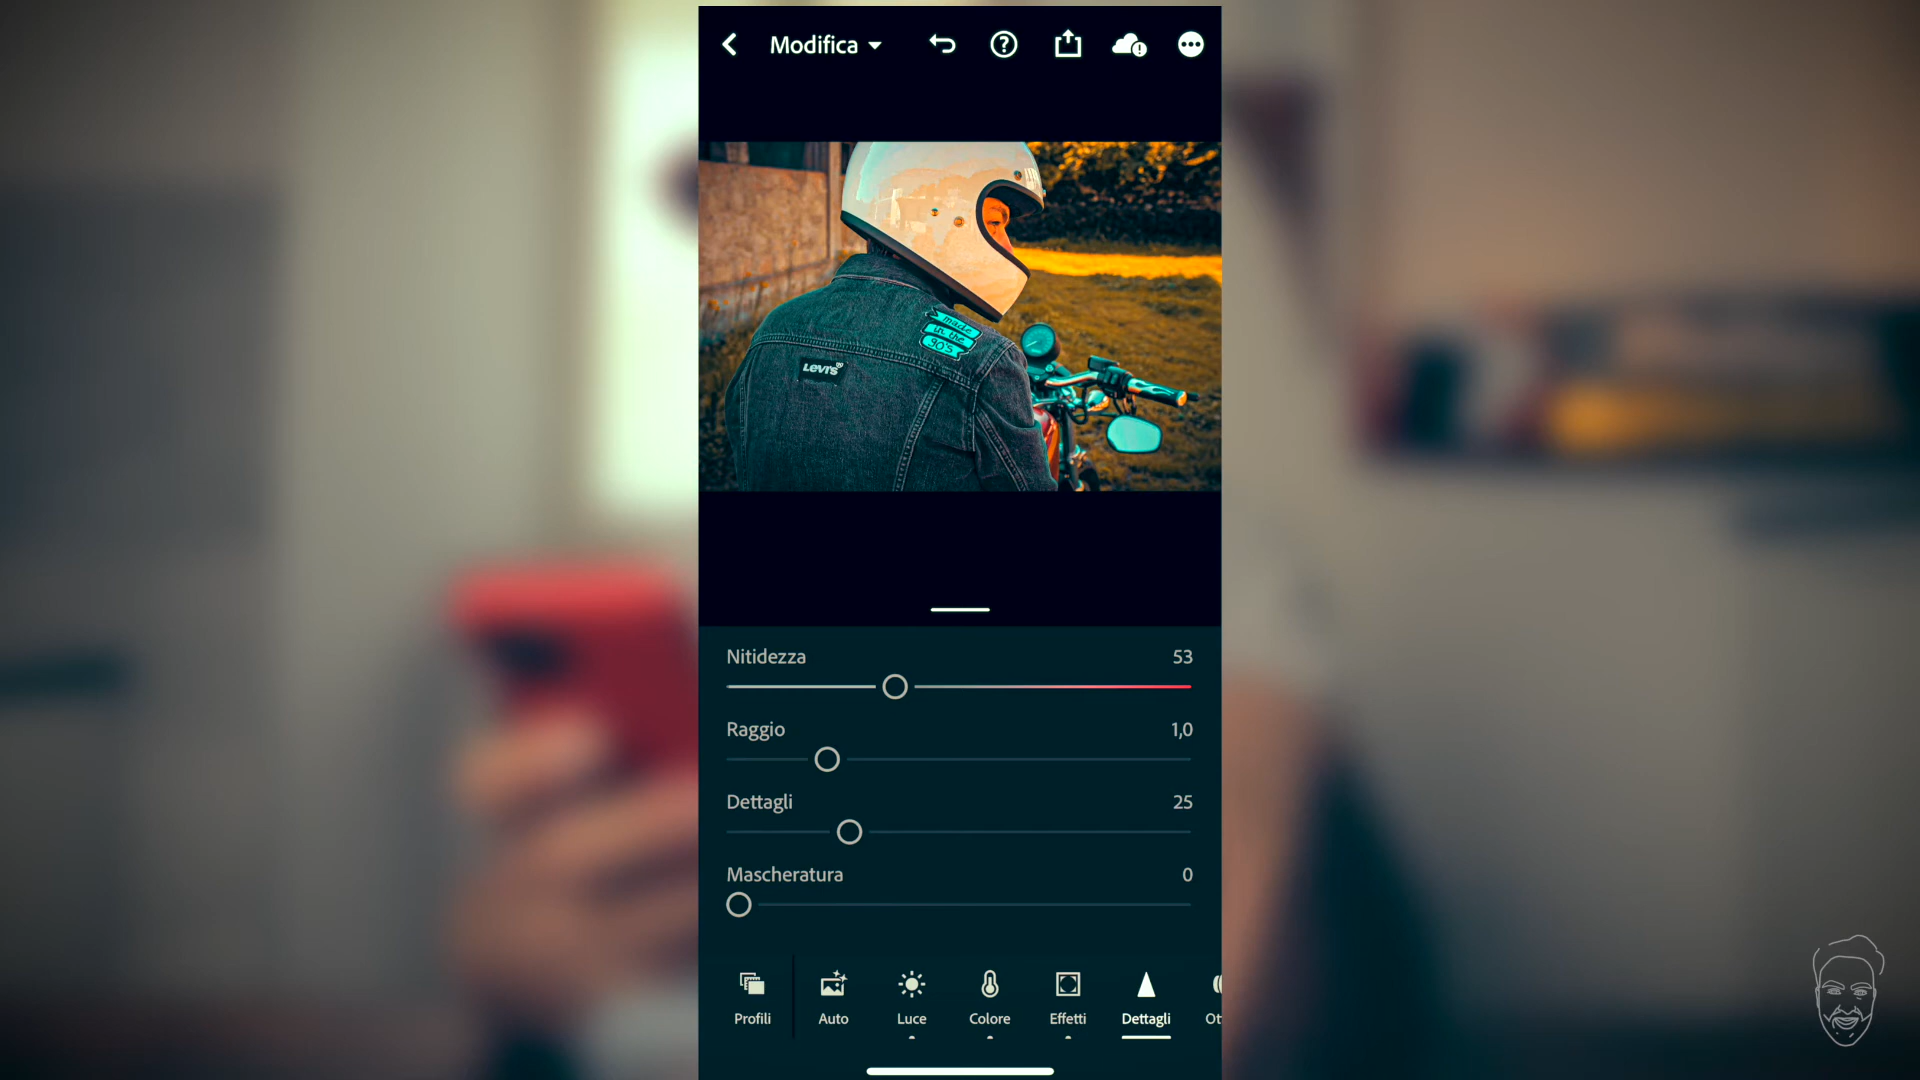 Modifica
made
in the
90's
Levi's
Nitidezza 53
Raggio 1,0
Dettagli 25
Mascheratura 0
Profili Auto Luce Colore Effetti Dettagli Ot